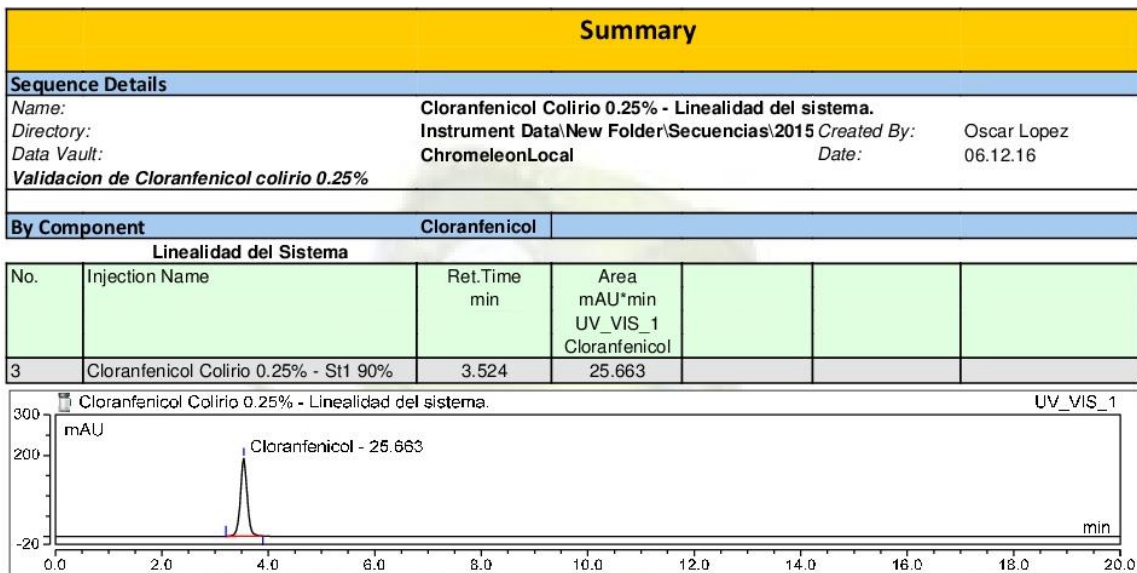 Summary
Sequence Details
Name: Cloranfenicol Colirio 0.25% - Linealidad del sistema.
Directory: Instrument Data\New Folder\Secuencias\2015 Created By: Oscar Lopez
Data Vault: ChromeleonLocal Date: 06.12.16
Validacion de Cloranfenicol colirio 0.25%
By Component Cloranfenicol
Linealidad del Sistema
No. Injection Name Ret.Time Area
min mAU*min
UV_VIS_1
Cloranfenicol
3 Cloranfenicol Colirio 0.25% - St1 90% 3.524 25.663
Cloranfenicol Colirio 0.25% - Linealidad del sistema. UV_VIS_1
300
mAU
Cloranfenicol - 25.663
200
min
-20
0.0 2.0 4.0 6.0 8.0 10.0 12.0 14.0 16.0 18.0 20.0